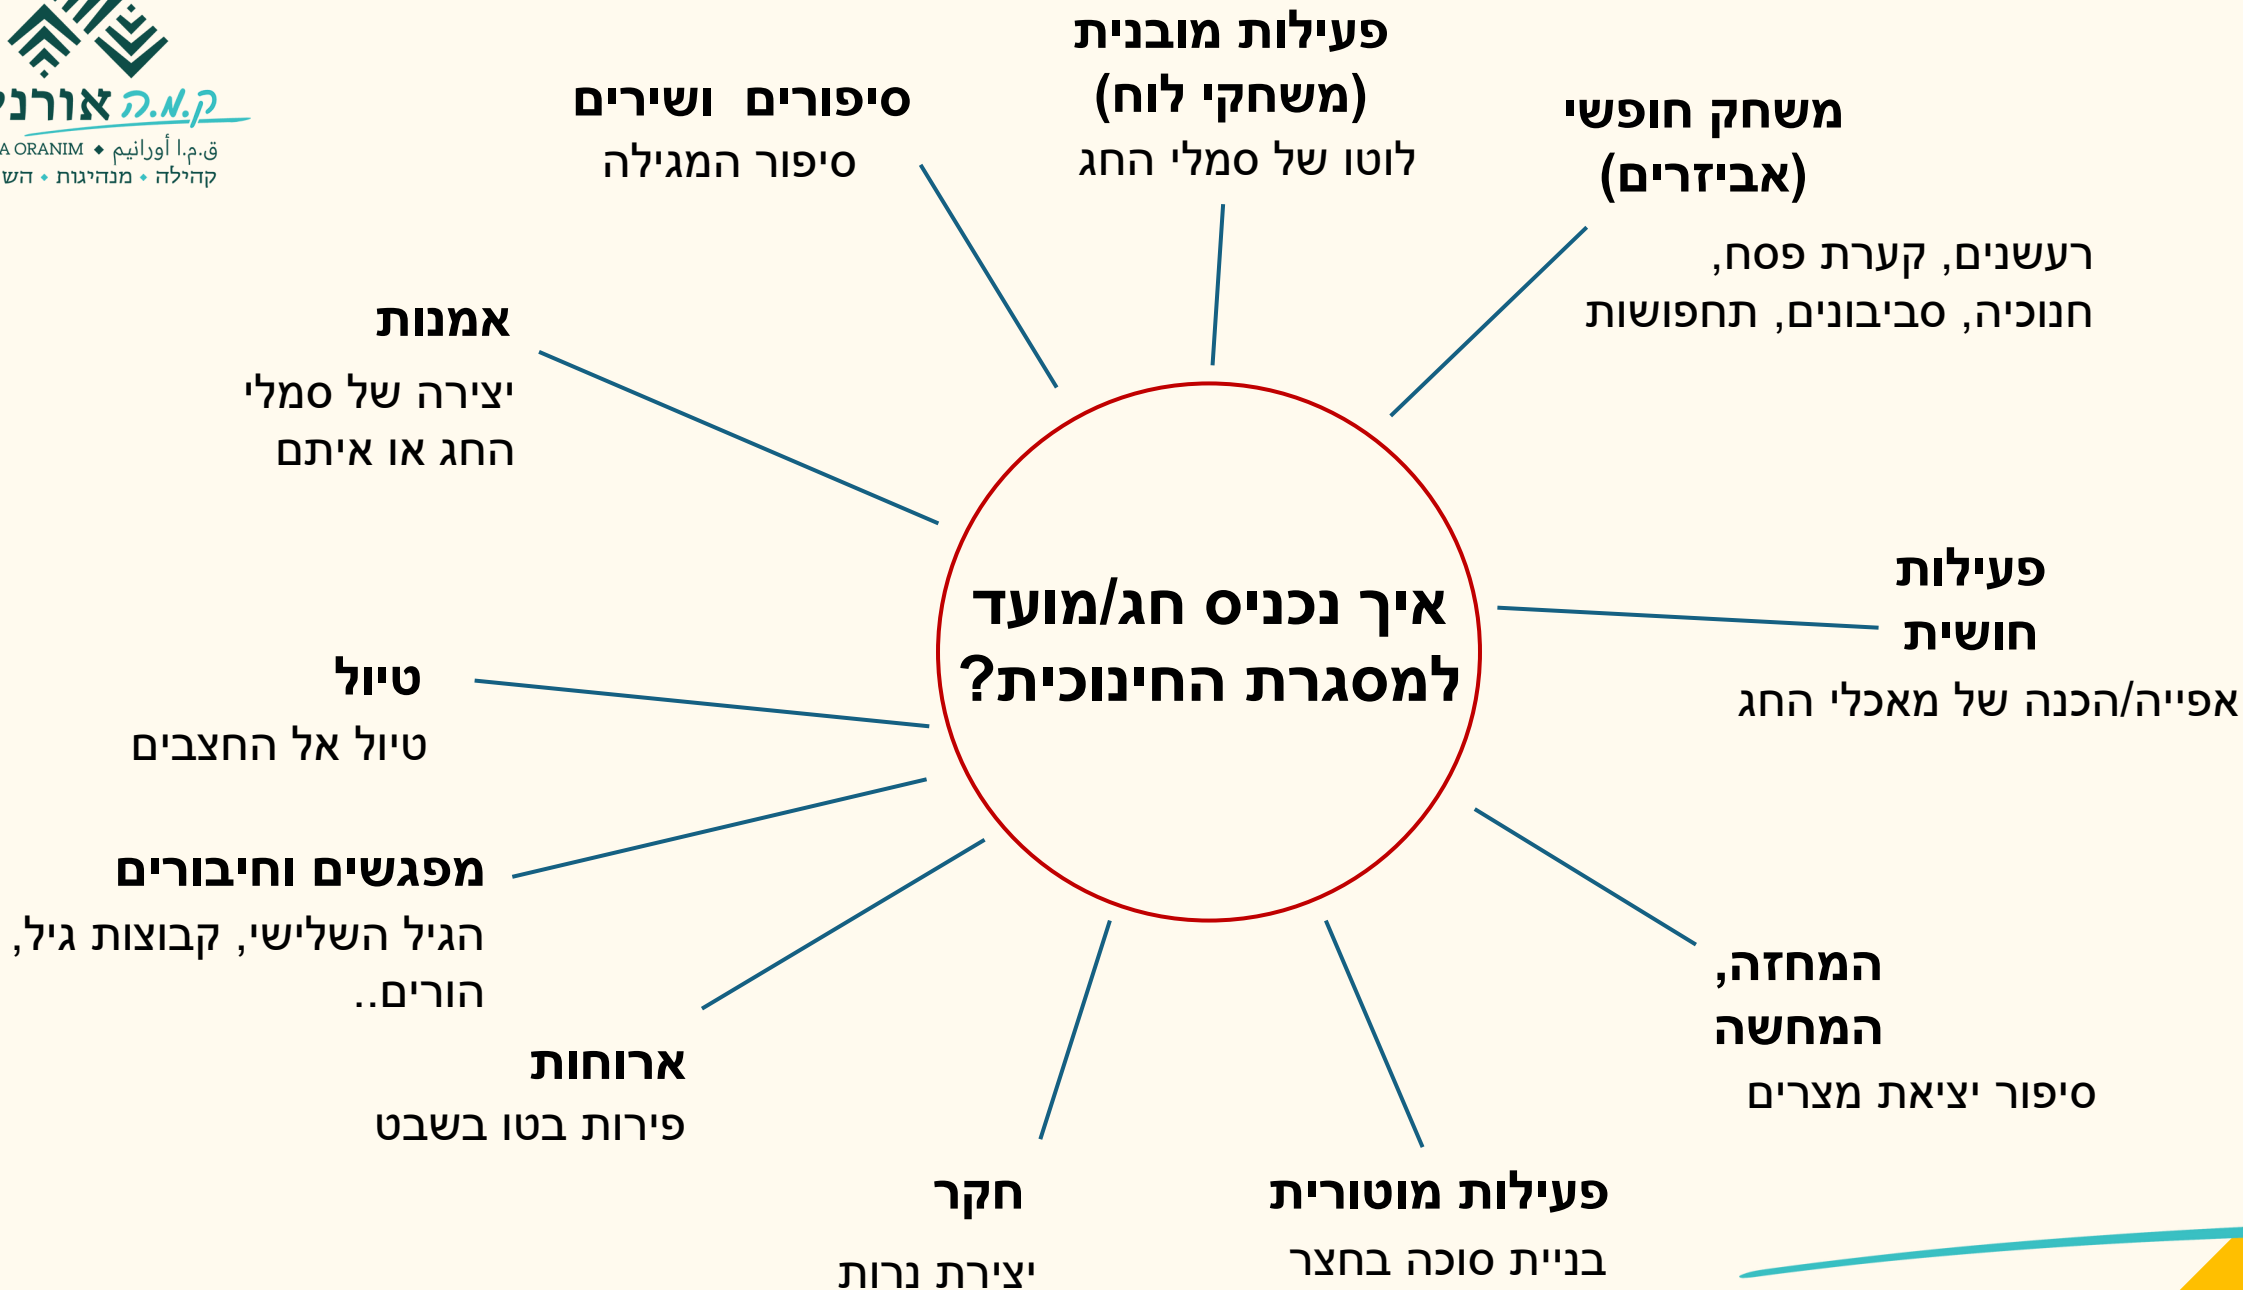 ק.מ.ה
ق.م.ا أورانيم ◆ A ORANIM
קהילה ◆ מנהיגות ◆
פעילות מובנית
(משחקי לוח)
לוטו של סמלי החג
סיפורים ושירים
סיפור המגילה
משחק חופשי
(אביזרים)
רעשנים, קערת פסח,
חנוכיה, סביבונים, תחפושות
אמנות
יצירה של סמלי
החג או איתם
פעילות
חושית
אפייה/הכנה של מאכלי החג
איך נכניס חג/מועד
למסגרת החינוכית?
טיול
טיול אל החצבים
מפגשים וחיבורים
הגיל השלישי, קבוצות גיל,
הורים..
המחזה,
המחשה
סיפור יציאת מצרים
ארוחות
פירות בטו בשבט
חקר
יצירת נרות
פעילות מוטורית
בניית סוכה בחצר